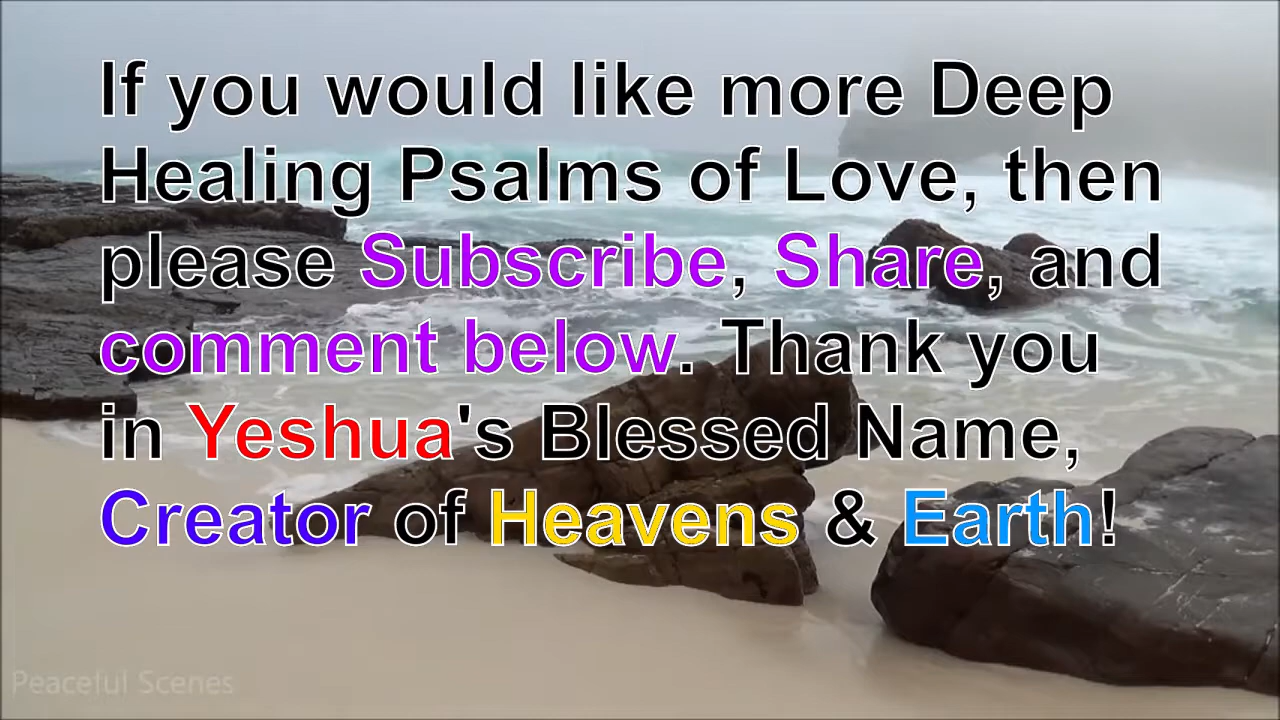 If you would like more Deep
Healing Psalms of Love, then
please Subscribe, Share, and
comment below. Thank you
in Yeshua's Blessed Name,
Creator of Heavens & Earth!
Peaceful Scenes